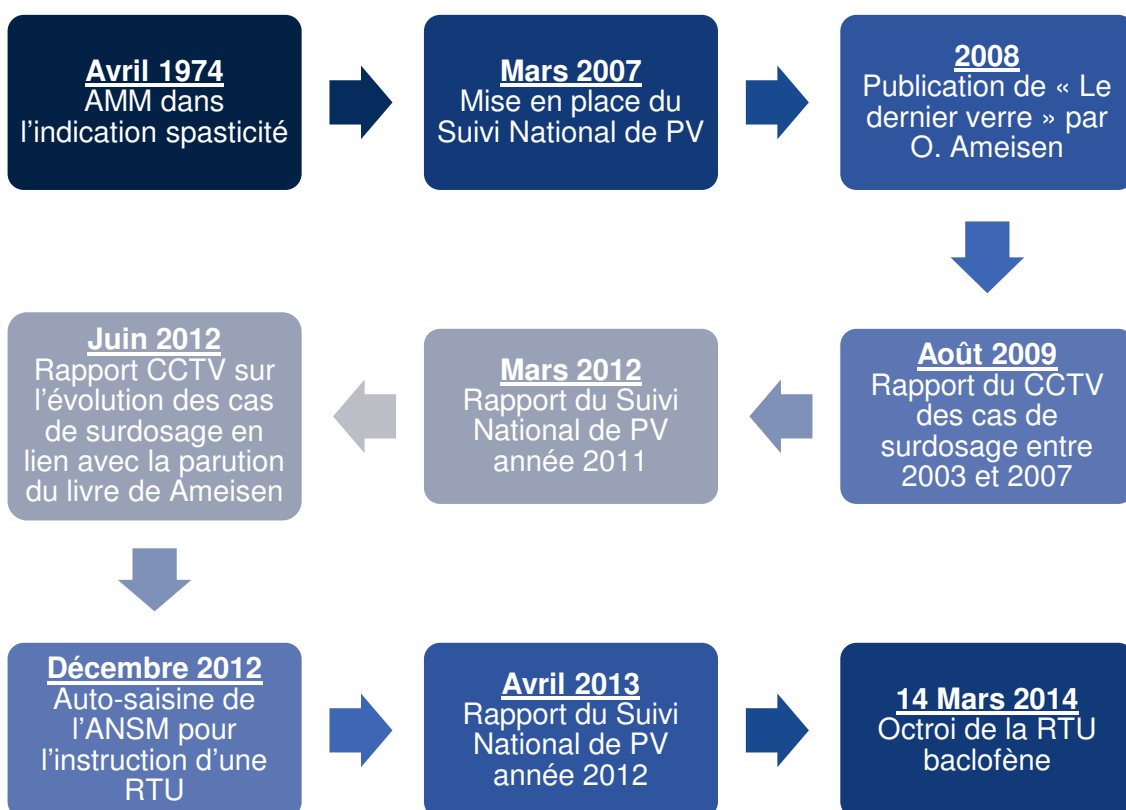 Avril 1974
AMM dans
l'indication spasticité
Mars 2007
Mise en place du
Suivi National de PV
2008
Publication de « Le
dernier verre » par
O. Ameisen
Août 2009
Rapport du CCTV
des cas de
surdosage entre
2003 et 2007
Mars 2012
Rapport du Suivi
National de PV
année 2011
Juin 2012
Rapport CCTV sur
l'évolution des cas
de surdosage en
lien avec la parution
du livre de Ameisen
Décembre 2012
Auto-saisine de
l'ANSM pour
l'instruction d'une
RTU
Avril 2013
Rapport du Suivi
National de PV
année 2012
14 Mars 2014
Octroi de la RTU
baclofène